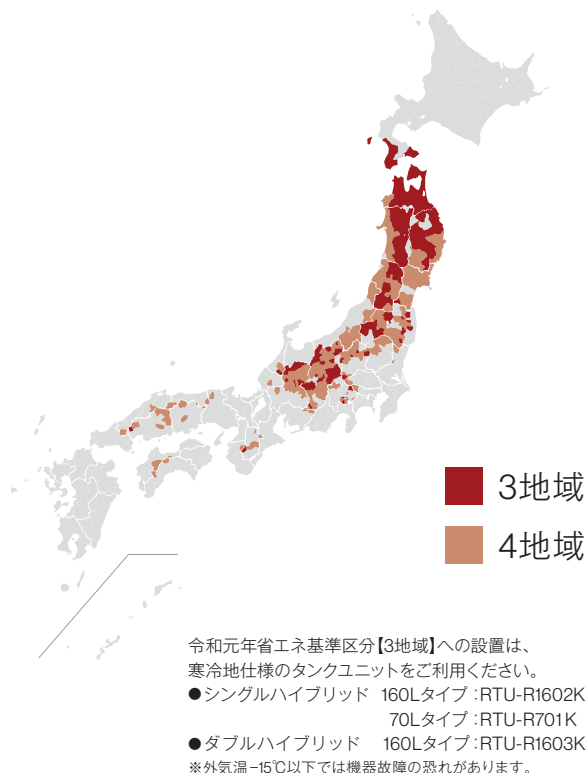 3地域
4地域
令和元年省エネ基準区分【3地域】への設置は、
寒冷地仕様のタンクユニットをご利用ください。
●シングルハイブリッド 160Lタイプ：RTU-R1602K
70Lタイプ：RTU-R701K
●ダブルハイブリッド 160Lタイプ：RTU-R1603K
※外気温−15℃以下では機器故障の恐れがあります。